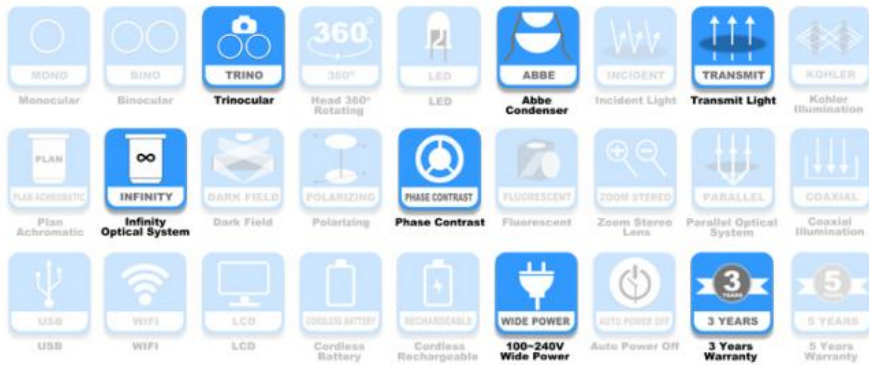 MONO
BINO
TRINO
360°
360°
LED
ABBE
INCIDENT
TRANSMIT
KOHLER
Monocular
Binocular
Trinocular
Head 360°
Rotating
LED
Abbe
Condenser
Incident Light
Transmit Light
Kohler
Illumination
PLAN
PLAN ACHROMATIC
∞
INFINITY
DARK FIELD
POLARIZING
PHASE CONTRAST
FLUORESCENT
ZOOM STEREO
PARALLEL
COAXIAL
Plan
Achromatic
Infinity
Optical System
Dark Field
Polarizing
Phase Contrast
Fluorescent
Zoom Stereo
Lens
Parallel Optical
System
Coaxial
Illumination
USB
WIFI
LCD
CORDLESS BATTERY
RECHARGEABLE
WIDE POWER
AUTO POWER OFF
3
YEARS
3 YEARS
5
YEARS
5 YEARS
USB
WIFI
LCD
Cordless
Battery
Cordless
Rechargeable
100~240V
Wide Power
Auto Power Off
3 Years
Warranty
5 Years
Warranty